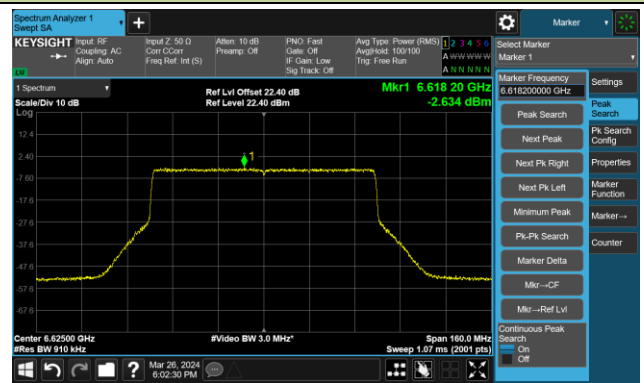 Spectrum Analyzer 1
Swept SA
+
Marker
KEYSIGHT
Input: RF
Coupling: AC
Align: Auto
Input Z: 50 Ω
Corr CCorr
Freq Ref: Int (S)
Atten: 10 dB
Preamp: Off
PNO: Fast
Gate: Off
IF Gain: Low
Sig Track: Off
Avg Type: Power (RMS)
Avg|Hold: 100/100
Trig: Free Run
1 2 3 4 5 6
A W W W W W
A N N N N N
LXI
Select Marker
Marker 1
1 Spectrum
Scale/Div 10 dB
Log
Ref Lvl Offset 22.40 dB
Ref Level 22.40 dBm
Mkr1 6.618 20 GHz
-2.634 dBm
12.4
2.40
-7.60
-17.6
-27.6
-37.6
-47.6
-57.6
-67.6
1
Center 6.62500 GHz
#Res BW 910 kHz
#Video BW 3.0 MHz*
Span 160.0 MHz
Sweep 1.07 ms (2001 pts)
Marker Frequency
6.618200000 GHz
Peak Search
Next Peak
Next Pk Right
Next Pk Left
Minimum Peak
Pk-Pk Search
Marker Delta
Mkr→CF
Mkr→Ref Lvl
Continuous Peak
Search
On
Off
Settings
Peak
Search
Pk Search
Config
Properties
Marker
Function
Marker→
Counter
?
Mar 26, 2024
6:02:30 PM